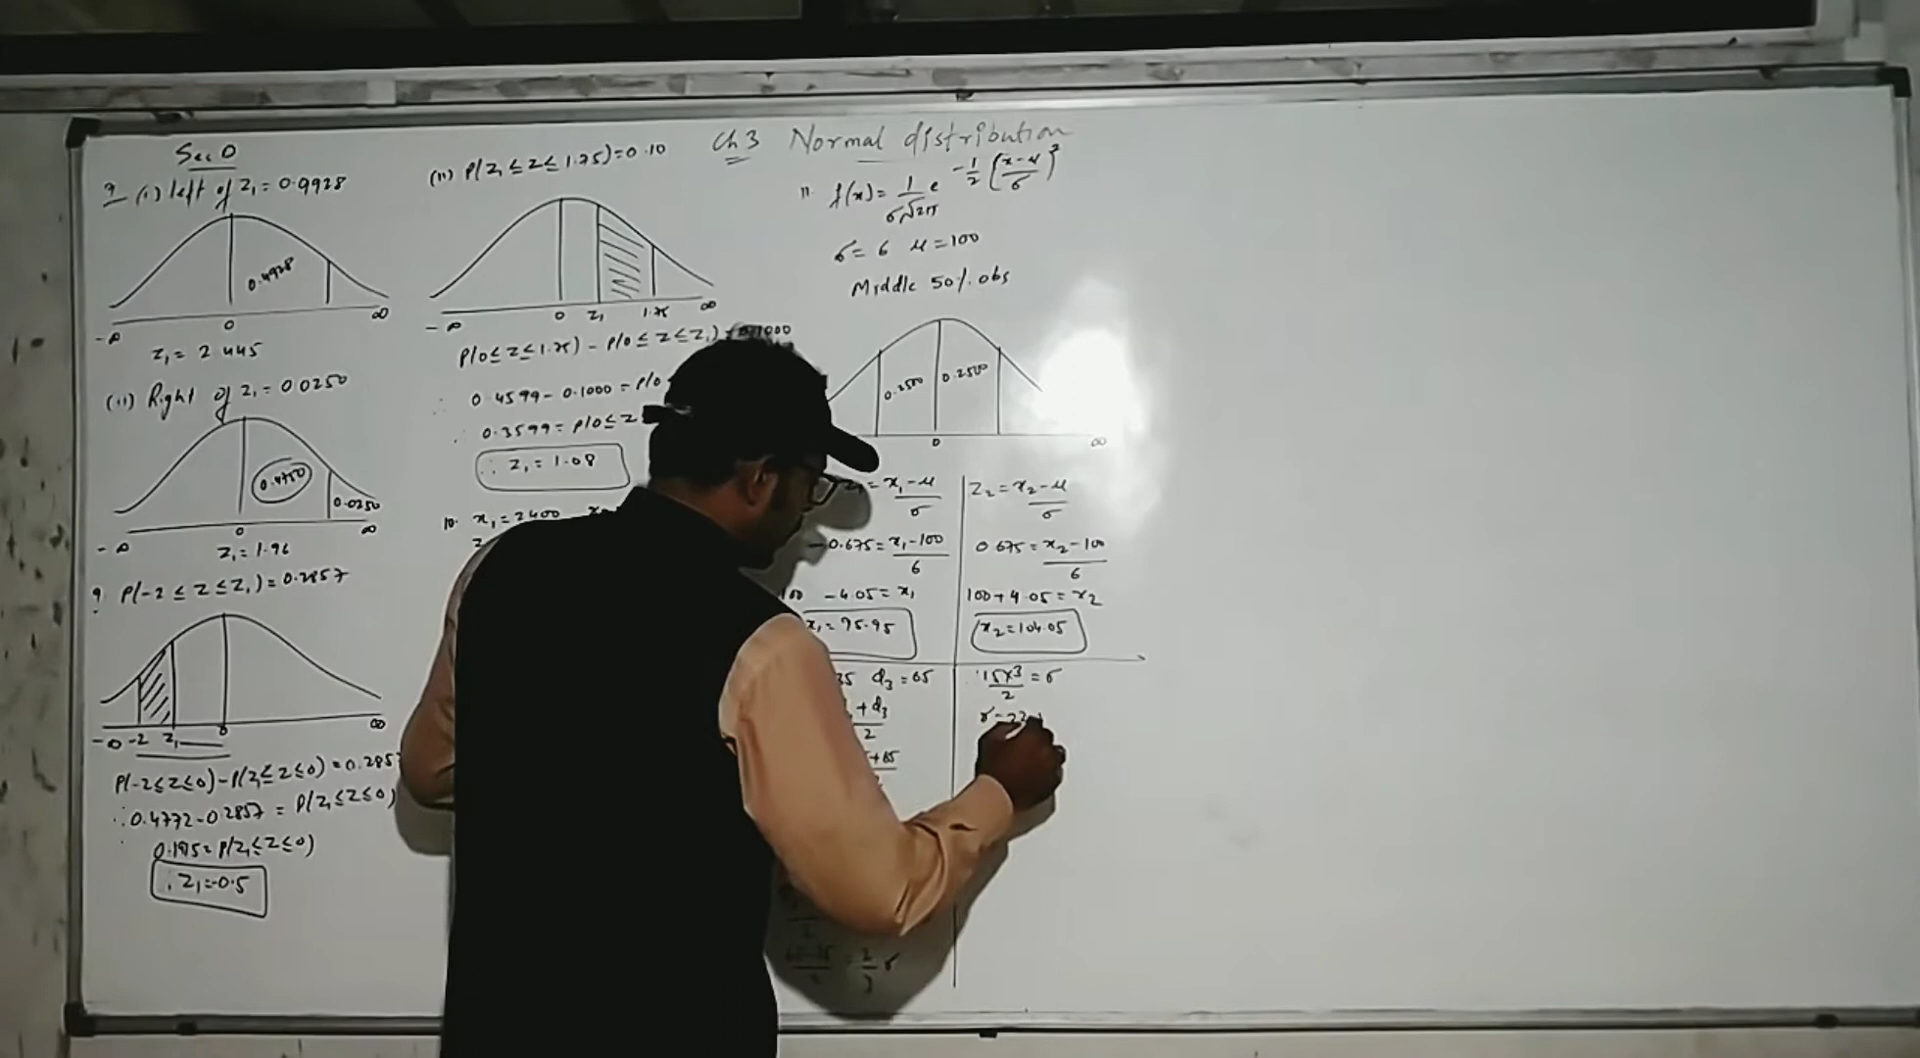 Sec D
9 (i) left of Z₁ = 0.9928
0.4928
-∞ 0 ∞
Z₁ = 2.445
(ii) Right of Z₁ = 0.0250
0.4750
0.0250
-∞ 0 ∞
Z₁ = 1.96
9. P(-2 ≤ Z ≤ Z₁) = 0.2857
-∞ -2 Z₁ 0 ∞
P(-2 ≤ Z ≤ 0) - P(Z₁ ≤ Z ≤ 0) = 0.2857
∴ 0.4772 - 0.2857 = P(Z₁ ≤ Z ≤ 0)
0.1915 = P(Z₁ ≤ Z ≤ 0)
∴ Z₁ = -0.5
(ii) P(Z₁ ≤ Z ≤ 1.75) = 0.10
-∞ 0 Z₁ 1.75 ∞
P(0 ≤ Z ≤ 1.75) - P(0 ≤ Z ≤ Z₁) = 0.1000
∴ 0.4599 - 0.1000 = P(0
∴ 0.3599 = P(0 ≤ Z
∴ Z₁ = 1.08
10. x₁ = 2400
Ch 3 Normal distribution
11. f(x) = 1/(σ√2π) e^(-1/2 ((x-μ)/σ)²)
σ = 6 μ = 100
Middle 50% obs
0.2500 0.2500
0 ∞
Z₁ = (x₁ - μ)/σ
-0.675 = (x₁ - 100)/6
100 - 4.05 = x₁
x₁ = 95.95
Z₂ = (x₂ - μ)/σ
0.675 = (x₂ - 100)/6
100 + 4.05 = x₂
x₂ = 104.05
35 d₃ = 65
+ d₃
2
+ 65
15×3/2 = σ